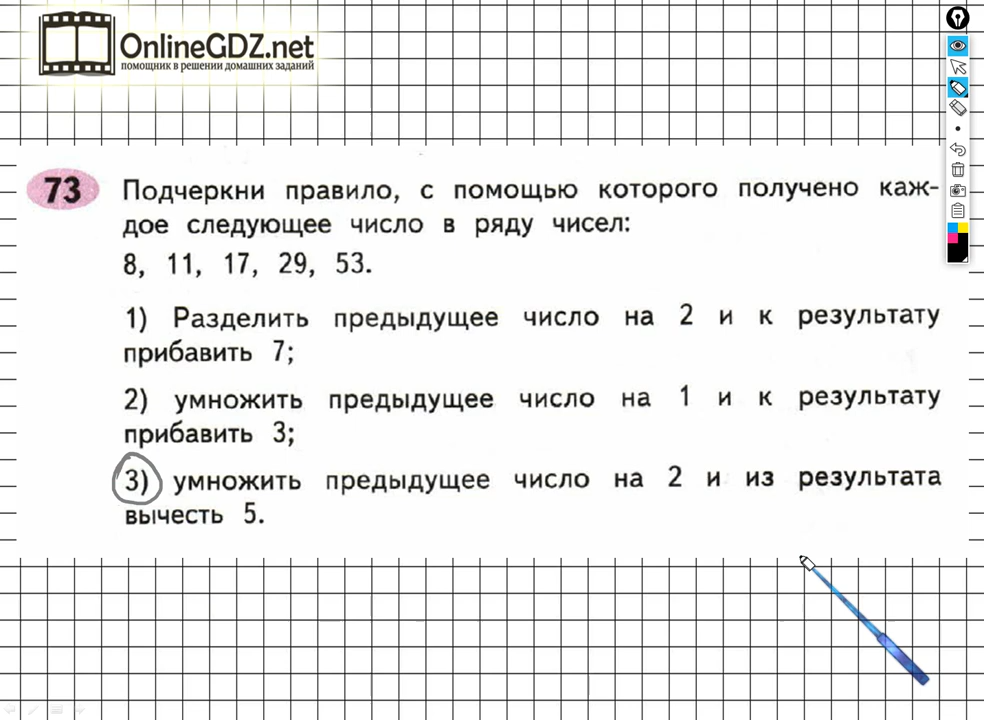 OnlineGDZ.net
помощник в решении домашних заданий
73 Подчеркни правило, с помощью которого получено каж-
дое следующее число в ряду чисел:
8, 11, 17, 29, 53.
1) Разделить предыдущее число на 2 и к результату
прибавить 7;
2) умножить предыдущее число на 1 и к результату
прибавить 3;
3) умножить предыдущее число на 2 и из результата
вычесть 5.